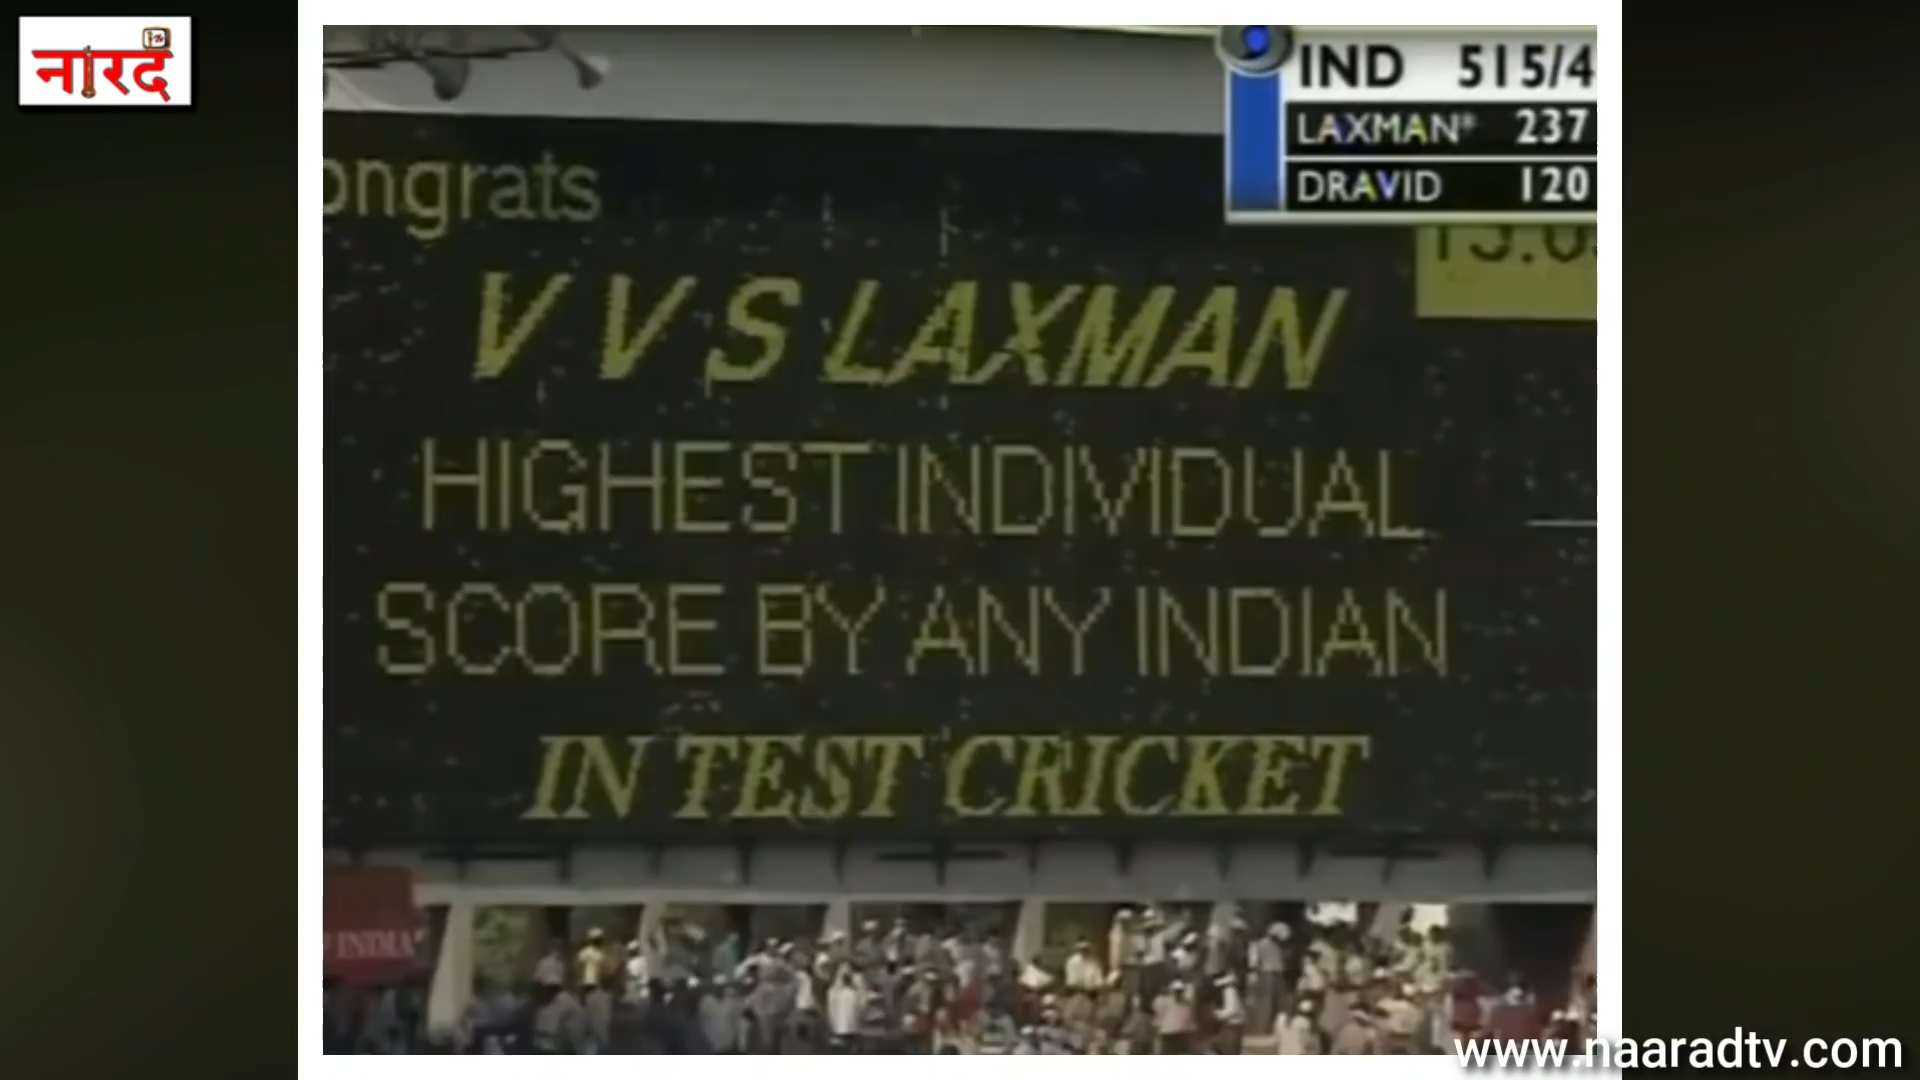 नारद
IND 515/4
LAXMAN* 237
DRAVID 120
ongrats
V V S LAXMAN
HIGHEST INDIVIDUAL
SCORE BY ANY INDIAN
IN TEST CRICKET
INDIA
www.naaradtv.com